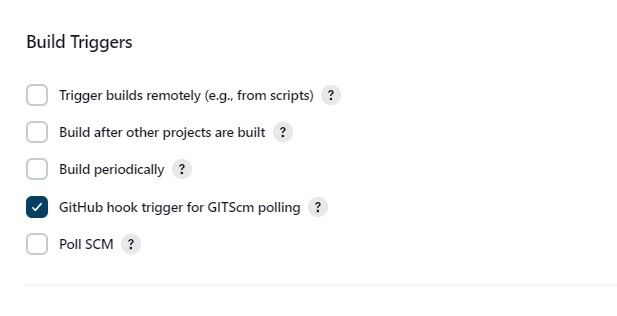 Build Triggers
Trigger builds remotely (e.g., from scripts) ?
Build after other projects are built ?
Build periodically ?
GitHub hook trigger for GITScm polling ?
Poll SCM ?